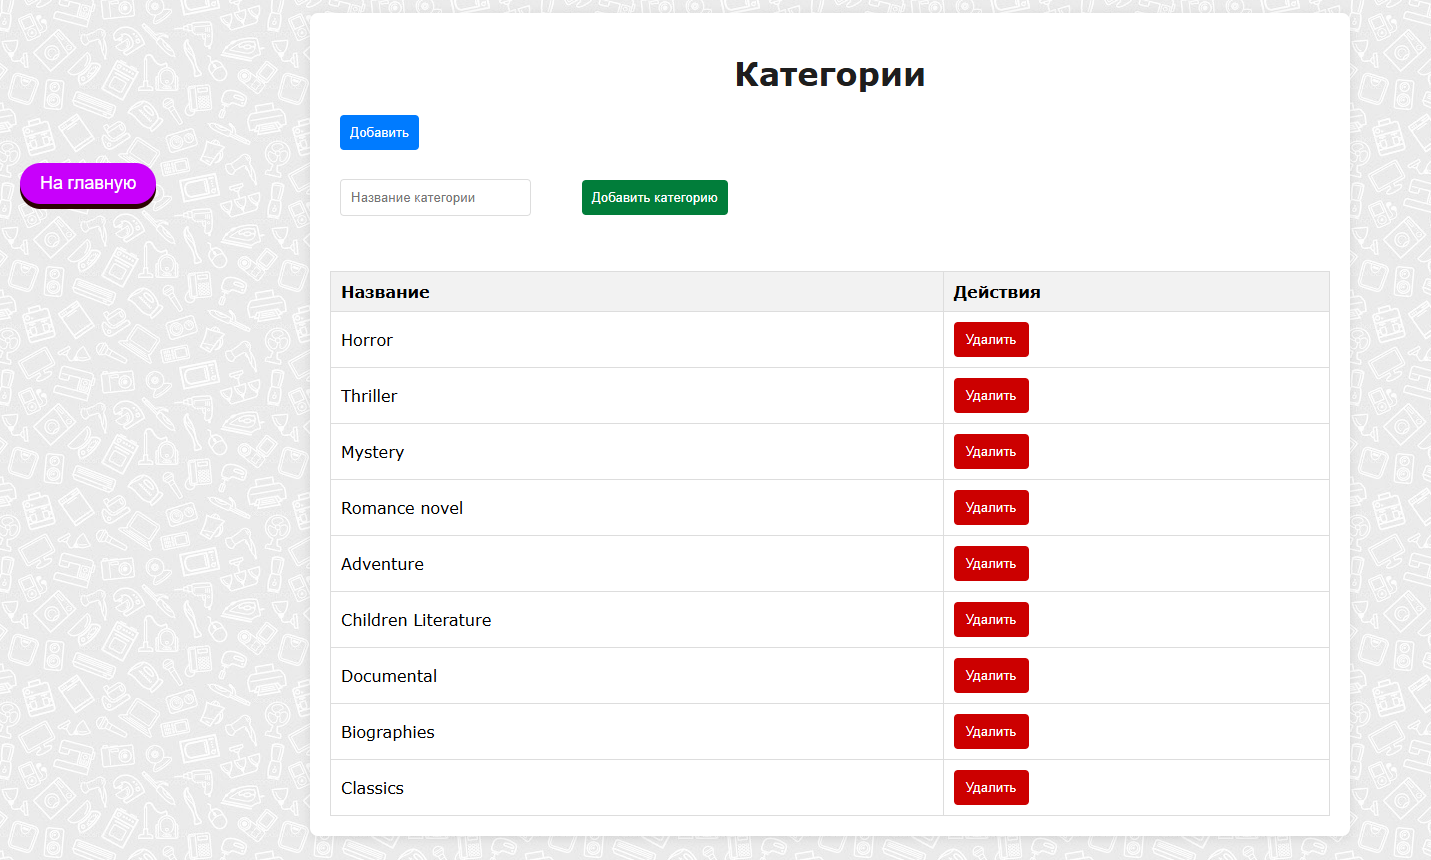 Категории
Добавить
На главную
Название категории
Добавить категорию
Название Действия
Horror Удалить
Thriller Удалить
Mystery Удалить
Romance novel Удалить
Adventure Удалить
Children Literature Удалить
Documental Удалить
Biographies Удалить
Classics Удалить